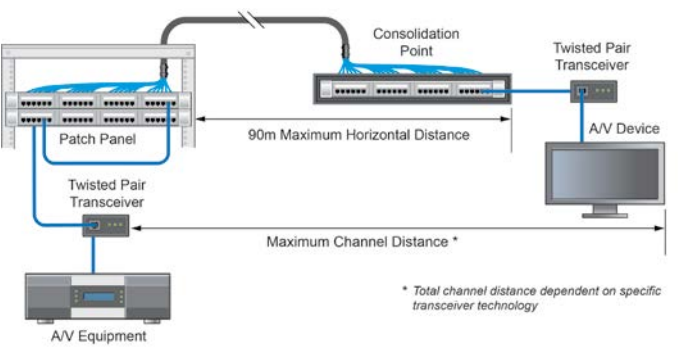 Consolidation
Point
Twisted Pair
Transceiver
A/V Device
Patch Panel
90m Maximum Horizontal Distance
Twisted Pair
Transceiver
Maximum Channel Distance *
* Total channel distance dependent on specific
transceiver technology
A/V Equipment